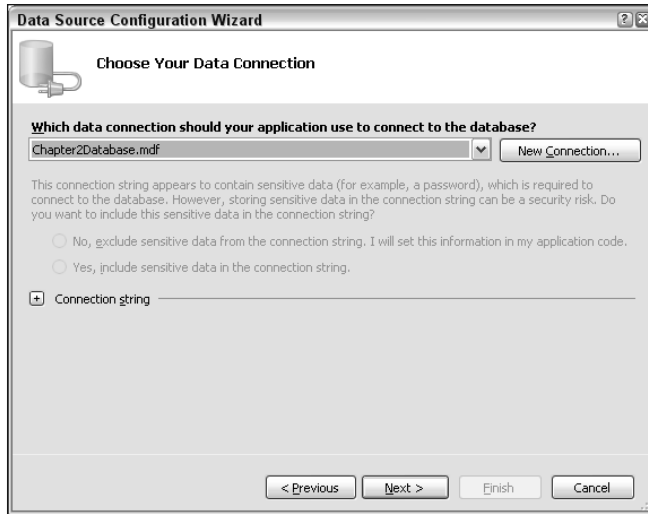 Data Source Configuration Wizard
Choose Your Data Connection
Which data connection should your application use to connect to the database?
Chapter2Database.mdf
New Connection...
This connection string appears to contain sensitive data (for example, a password), which is required to
connect to the database. However, storing sensitive data in the connection string can be a security risk. Do
you want to include this sensitive data in the connection string?
No, exclude sensitive data from the connection string. I will set this information in my application code.
Yes, include sensitive data in the connection string.
Connection string
< Previous
Next >
Finish
Cancel